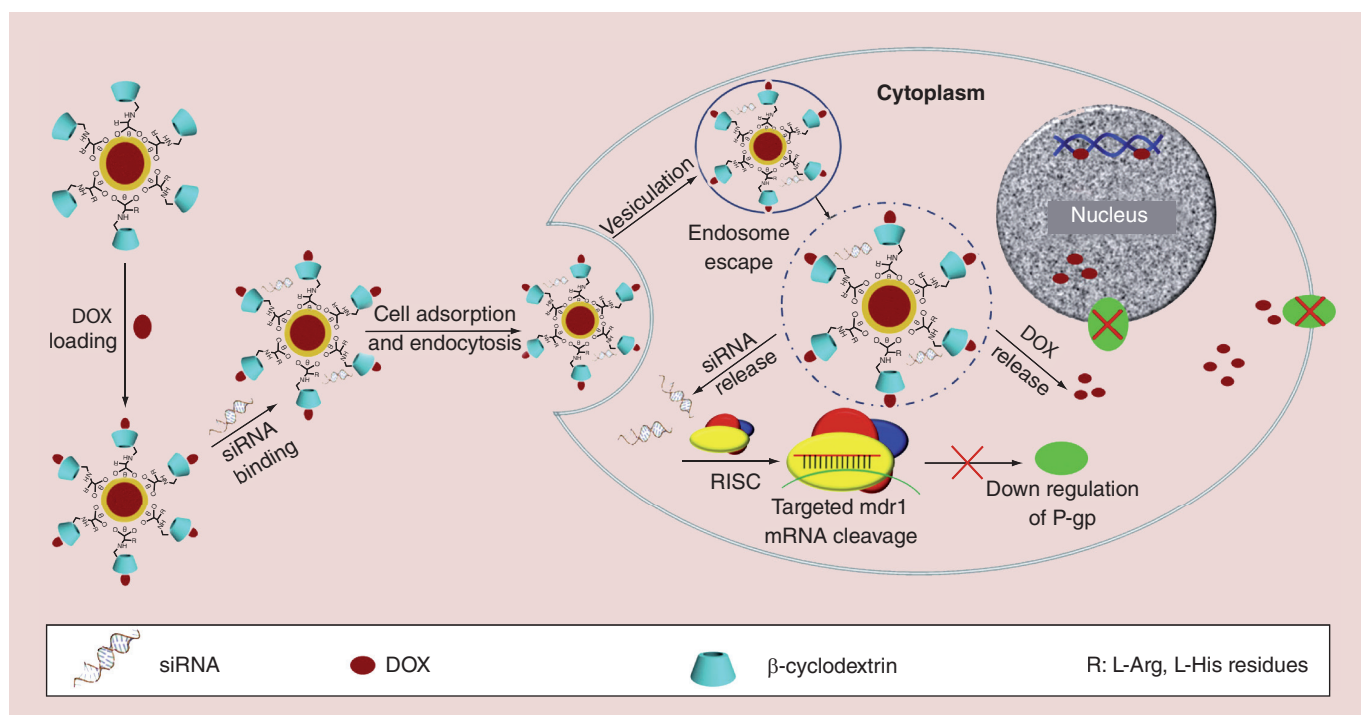 Cytoplasm
Vesiculation
Nucleus
Endosome
escape
DOX
loading
Cell adsorption
and endocytosis
siRNA
binding
siRNA
release
DOX
release
RISC
Targeted mdr1
mRNA cleavage
Down regulation
of P-gp
siRNA
DOX
β-cyclodextrin
R: L-Arg, L-His residues